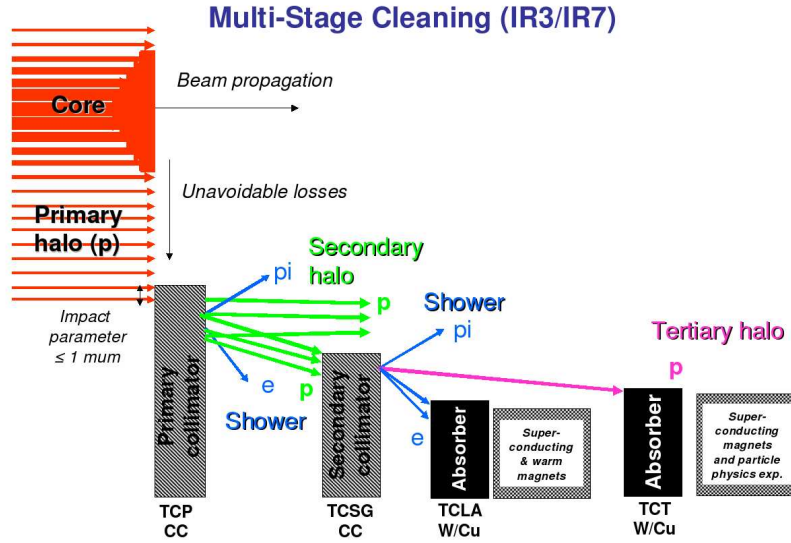 Multi-Stage Cleaning (IR3/IR7)
Core
Beam propagation
Unavoidable losses
Primary
halo (p)
Impact
parameter
≤ 1 mum
Primary
collimator
TCP
CC
pi
e
Shower
Secondary
halo
p
p
Secondary
collimator
TCSG
CC
Shower
pi
e
Absorber
TCLA
W/Cu
Super-
conducting
& warm
magnets
Tertiary halo
p
Absorber
TCT
W/Cu
Super-
conducting
magnets
and particle
physics exp.